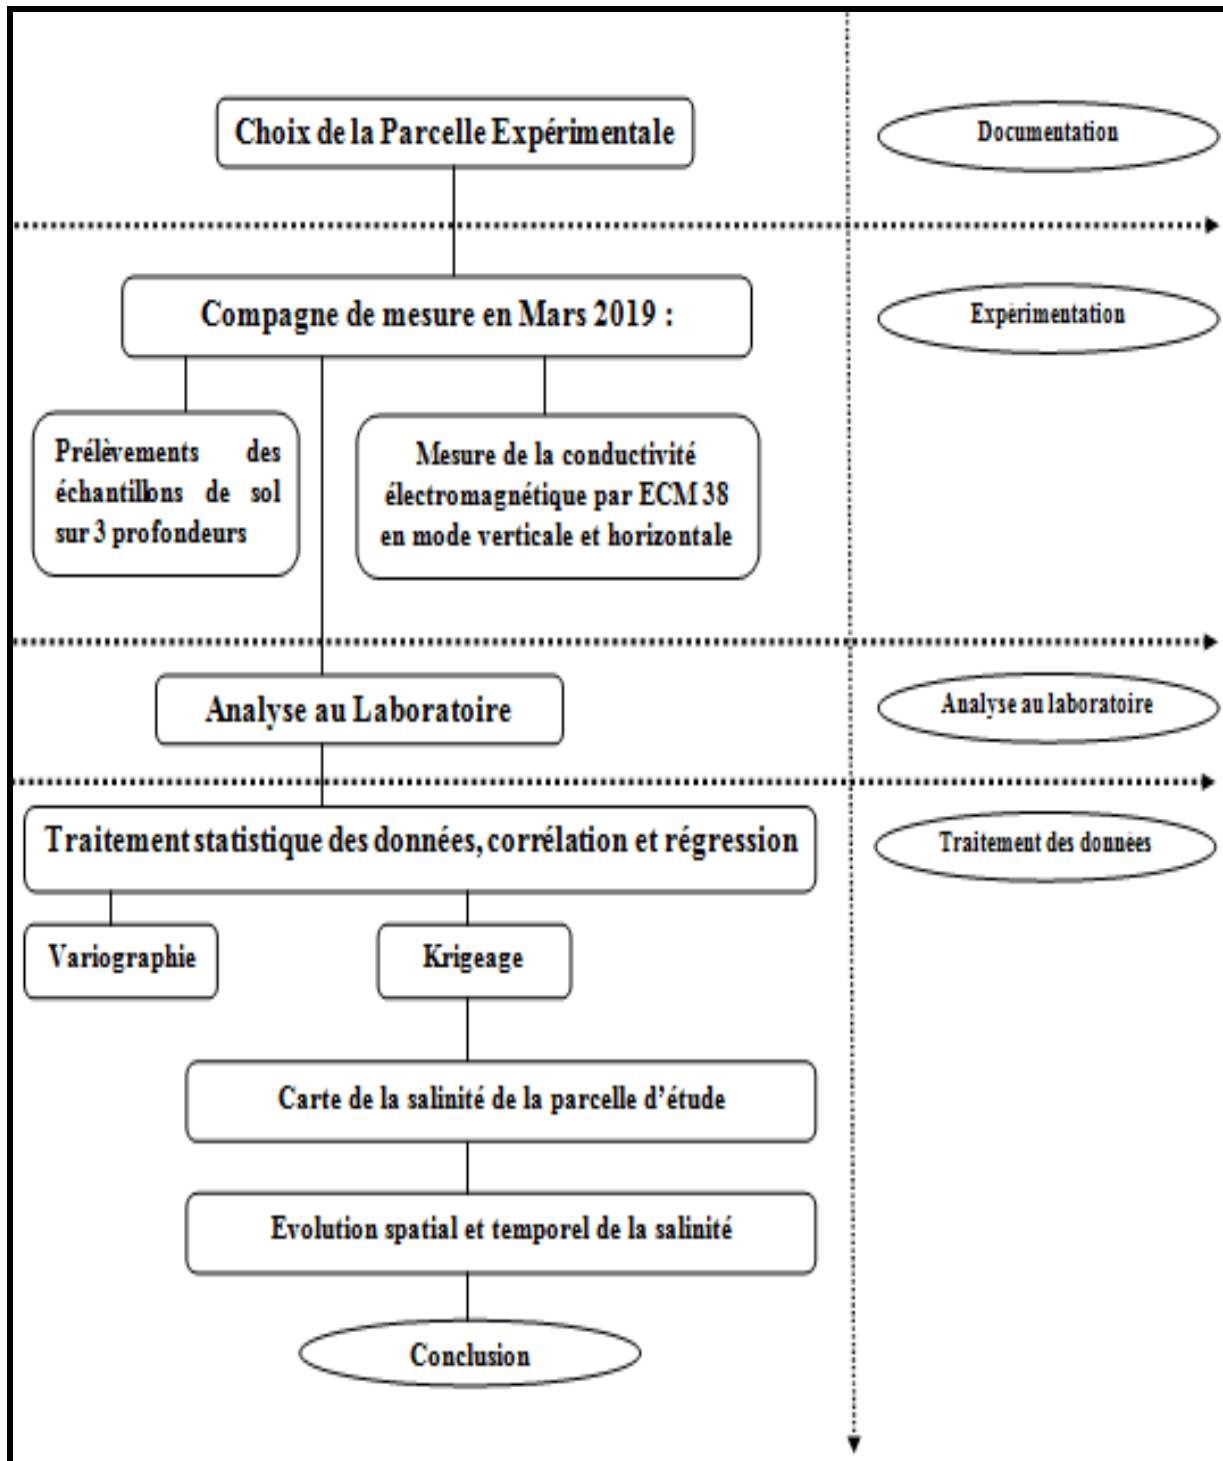 Choix de la Parcelle Expérimentale
Documentation
Compagne de mesure en Mars 2019 :
Expérimentation
Prélèvements des
échantillons de sol
sur 3 profondeurs
Mesure de la conductivité
électromagnétique par ECM 38
en mode verticale et horizontale
Analyse au Laboratoire
Analyse au laboratoire
Traitement statistique des données, corrélation et régression
Traitement des données
Variographie
Krigeage
Carte de la salinité de la parcelle d’étude
Evolution spatial et temporel de la salinité
Conclusion